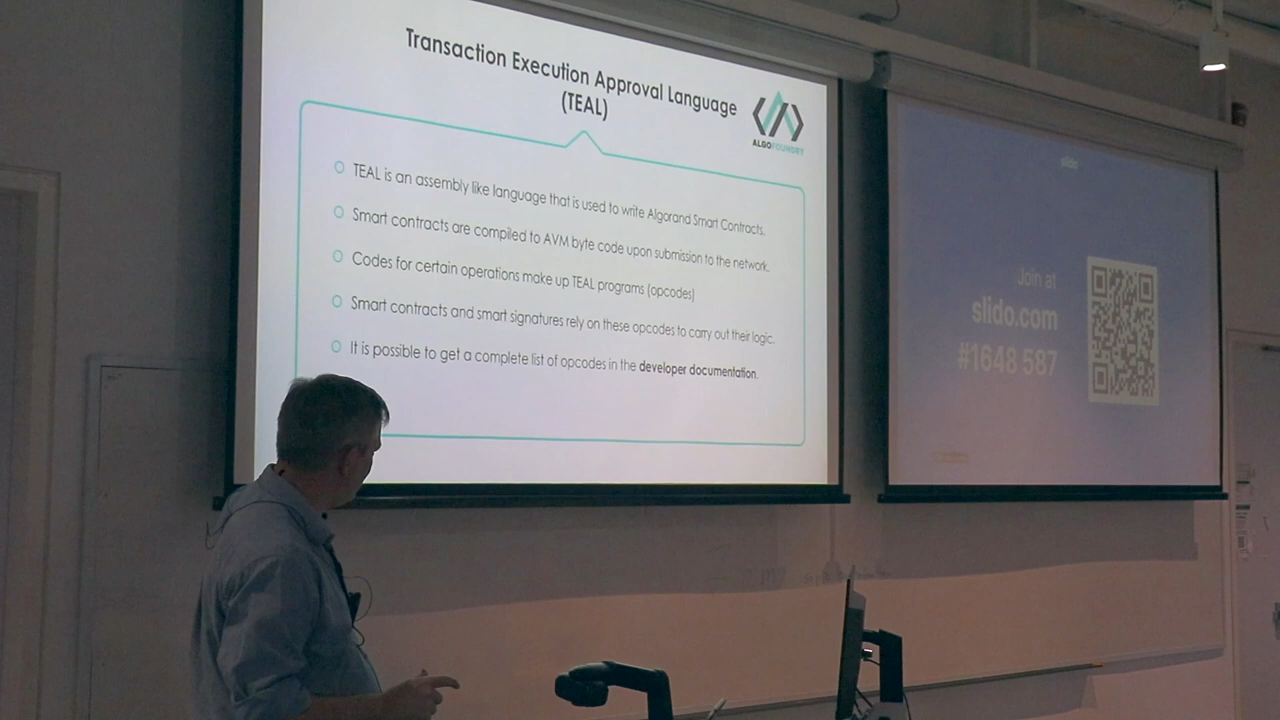 Transaction Execution Approval Language
(TEAL)
ALGOFOUNDRY
TEAL is an assembly like language that is used to write Algorand Smart Contracts.
Smart contracts are compiled to AVM byte code upon submission to the network.
Codes for certain operations make up TEAL programs (opcodes)
Smart contracts and smart signatures rely on these opcodes to carry out their logic.
It is possible to get a complete list of opcodes in the developer documentation.
slido
Join at
slido.com
#1648 587